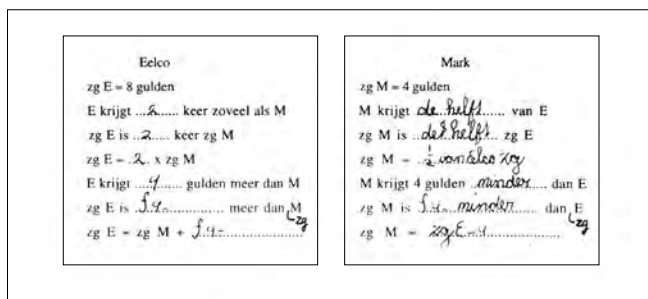 Eelco
zg E = 8 gulden
E krijgt ...2...... keer zoveel als M
zg E is ..2..... keer zg M
zg E = .2. x zg M
E krijgt ....4....... gulden meer dan M
zg E is .f 4,-............. meer dan M
zg
zg E = zg M + .f 4,-....................
Mark
zg M = 4 gulden
M krijgt de helft...... van E
zg M is ..de helft.. zg E
zg M = ½ van Eelco zg
M krijgt 4 gulden ..minder..... dan E
zg M is .f 4,- minder ..... dan E
zg
zg M = ....zg E - 4..................